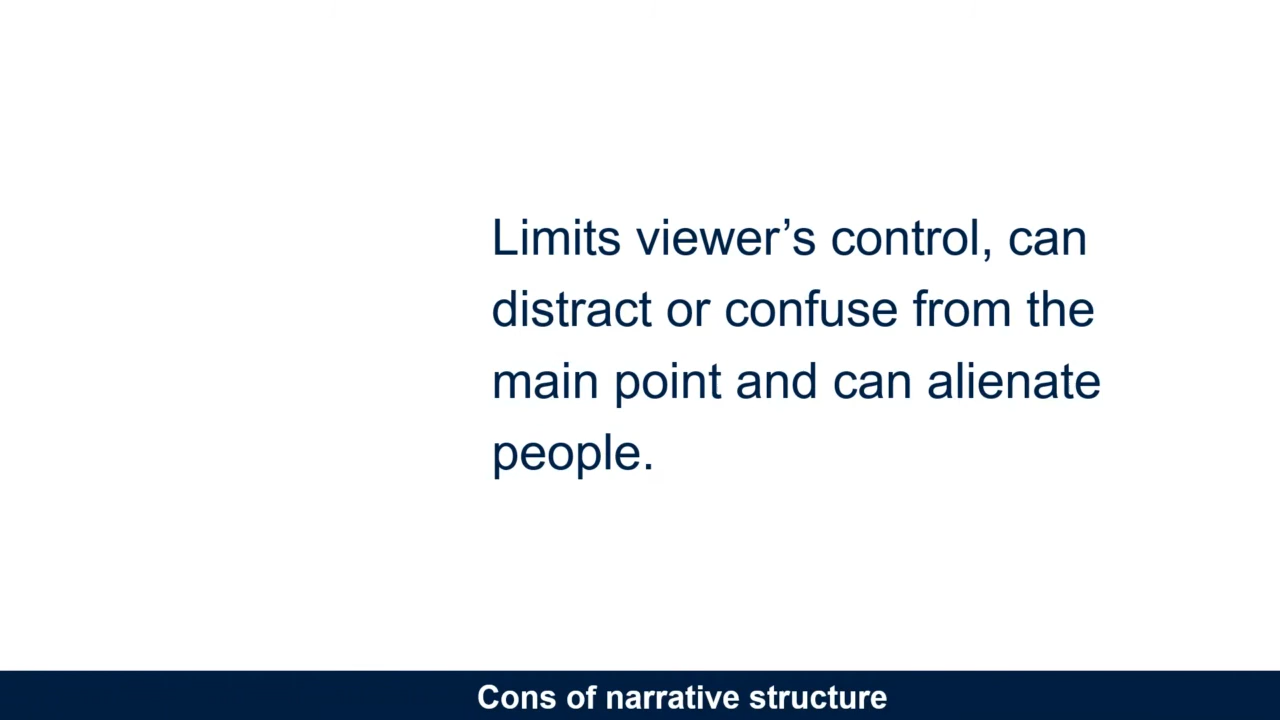 Limits viewer’s control, can
distract or confuse from the
main point and can alienate
people.
Cons of narrative structure